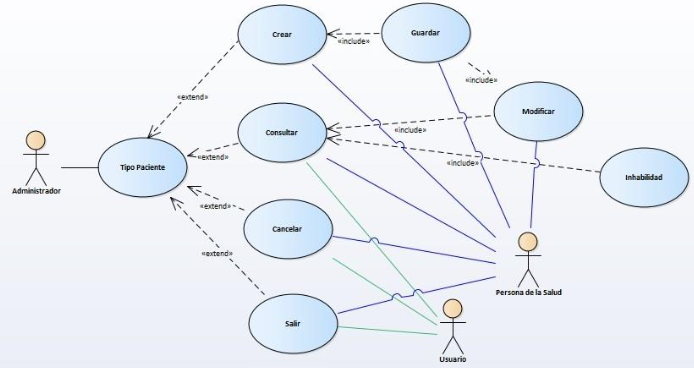 Crear
Guardar
«include»
«include»
«extend»
Modificar
Consultar
«include»
Administrador
Tipo Paciente
«extend»
«include»
Inhabilidad
«extend»
Cancelar
«extend»
Persona de la Salud
Salir
Usuario